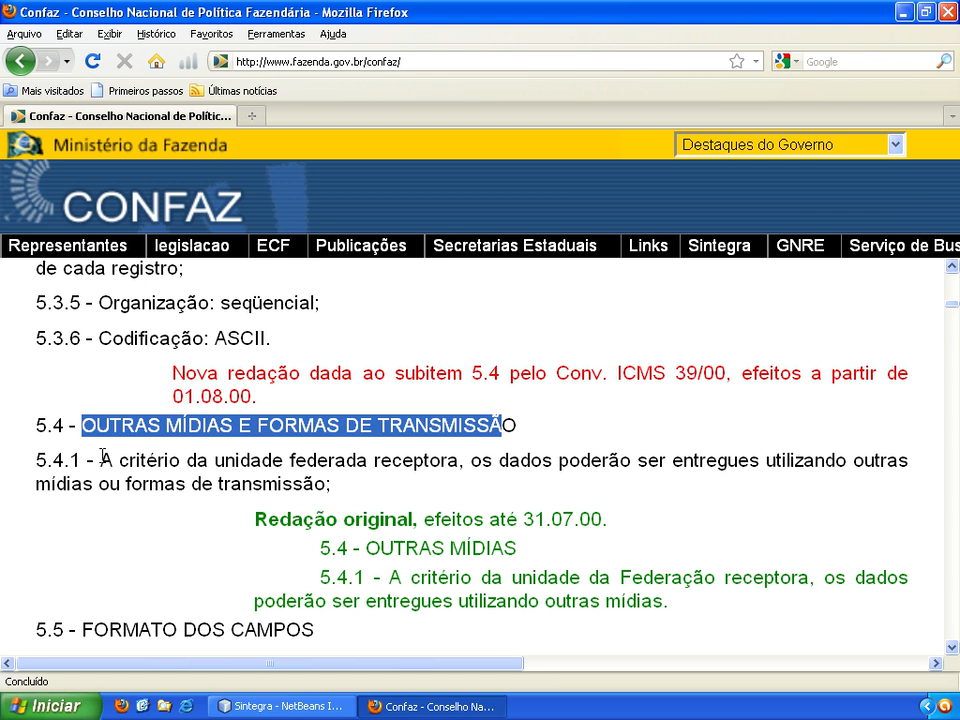 Confaz - Conselho Nacional de Política Fazendária - Mozilla Firefox
Arquivo Editar Exibir Histórico Favoritos Ferramentas Ajuda
http://www.fazenda.gov.br/confaz/ Google
Mais visitados Primeiros passos Últimas notícias
Confaz - Conselho Nacional de Polític...
Ministério da Fazenda Destaques do Governo
CONFAZ
Representantes legislacao ECF Publicações Secretarias Estaduais Links Sintegra GNRE Serviço de Bus
de cada registro;
5.3.5 - Organização: seqüencial;
5.3.6 - Codificação: ASCII.
Nova redação dada ao subitem 5.4 pelo Conv. ICMS 39/00, efeitos a partir de
01.08.00.
5.4 - OUTRAS MÍDIAS E FORMAS DE TRANSMISSÃO
5.4.1 - A critério da unidade federada receptora, os dados poderão ser entregues utilizando outras
mídias ou formas de transmissão;
Redação original, efeitos até 31.07.00.
5.4 - OUTRAS MÍDIAS
5.4.1 - A critério da unidade da Federação receptora, os dados
poderão ser entregues utilizando outras mídias.
5.5 - FORMATO DOS CAMPOS
Concluído
Iniciar Sintegra - NetBeans I... Confaz - Conselho Na...